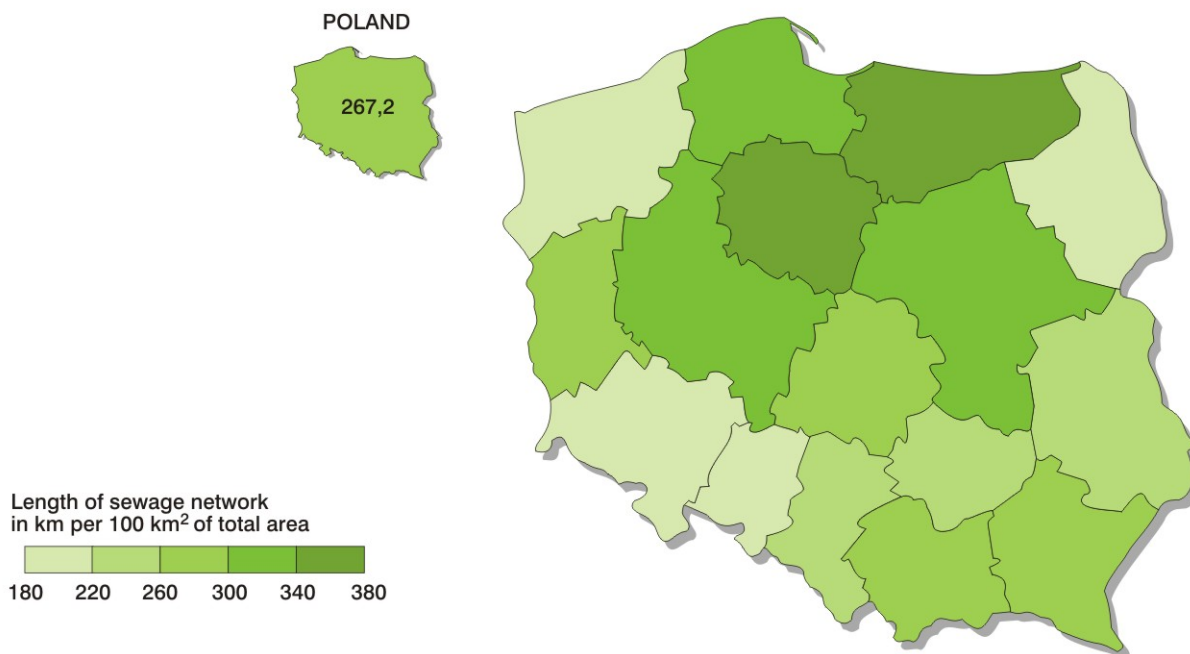 POLAND
267,2
Length of sewage network
in km per 100 km² of total area
180 220 260 300 340 380